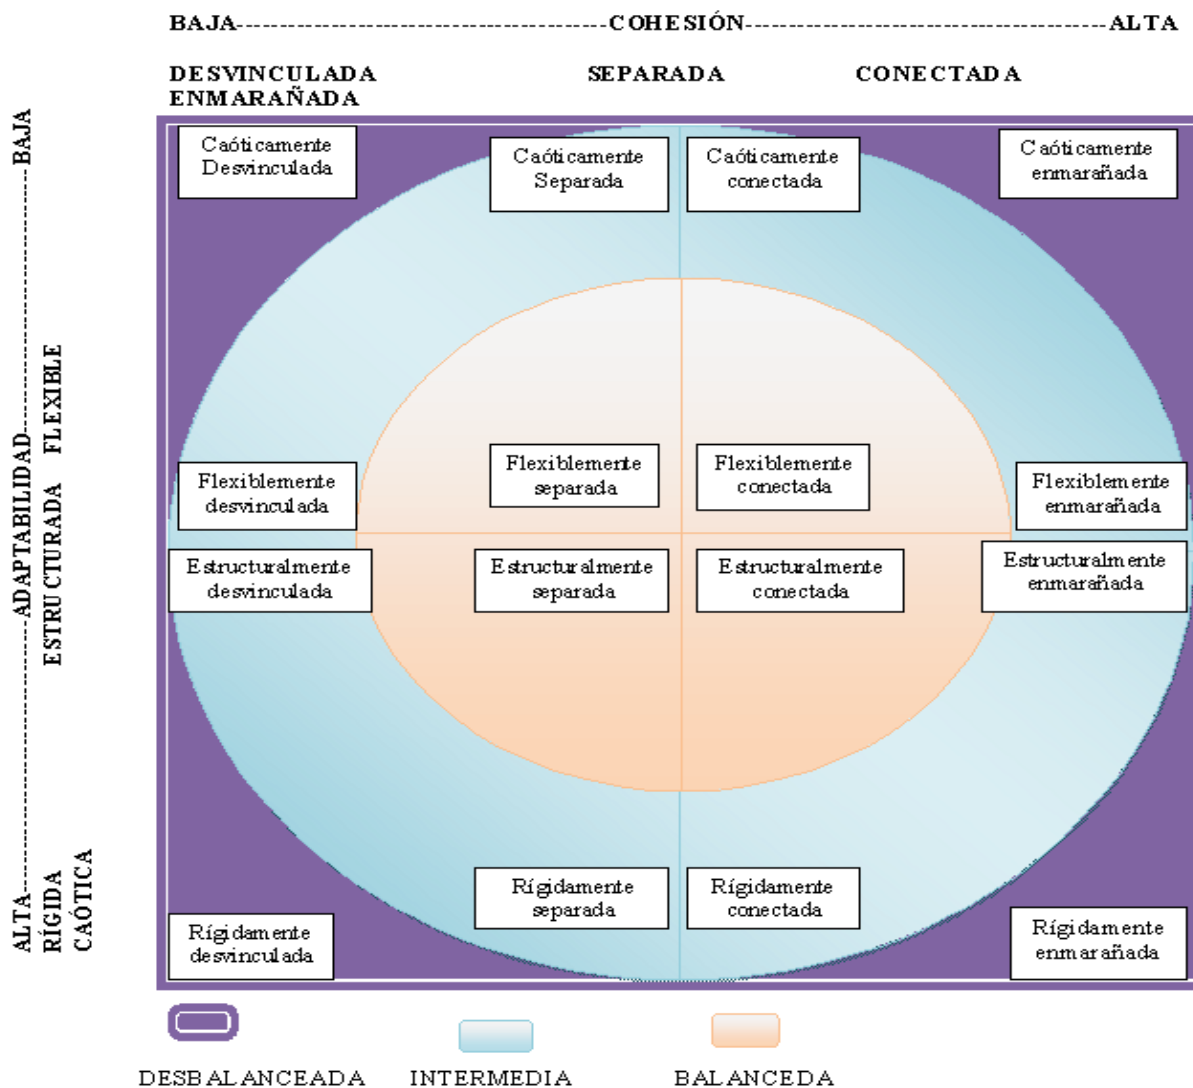 BAJA-----------------------------------------COHESIÓN----------------------------------------ALTA
DESVINCULADA SEPARADA CONECTADA
ENMARAÑADA
ALTA---------------------------ADAPTABILIDAD---------------------------BAJA
RÍGIDA ESTRUCTURADA FLEXIBLE
CAÓTICA
Caóticamente
Desvinculada
Caóticamente
Separada
Caóticamente
conectada
Caóticamente
enmarañada
Flexiblemente
desvinculada
Flexiblemente
separada
Flexiblemente
conectada
Flexiblemente
enmarañada
Estructuralmente
desvinculada
Estructuralmente
separada
Estructuralmente
conectada
Estructuralmente
enmarañada
Rígidamente
desvinculada
Rígidamente
separada
Rígidamente
conectada
Rígidamente
enmarañada
DESBALANCEADA INTERMEDIA BALANCEDA